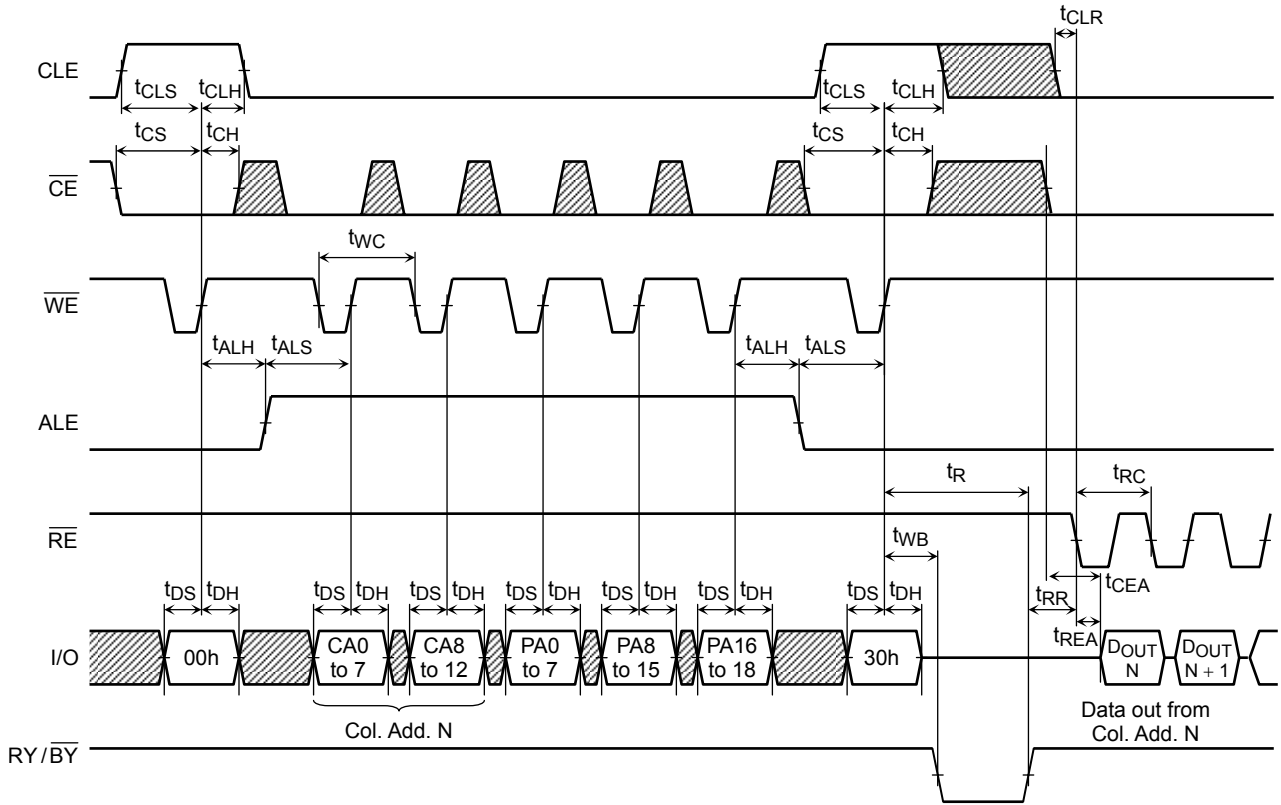 tCLR
CLE
tCLS tCLH tCLS tCLH
tCS tCH tCS tCH
CE
tWC
WE
tALH tALS tALH tALS
ALE
tR tRC
RE
tWB
tDS tDH tDS tDH tDS tDH tDS tDH tDS tDH tDS tDH tDS tDH
tCEA
tRR
tREA
I/O
00h
CA0
to 7
CA8
to 12
PA0
to 7
PA8
to 15
PA16
to 18
30h
DOUT
N
DOUT
N + 1
Col. Add. N
Data out from
Col. Add. N
RY/BY